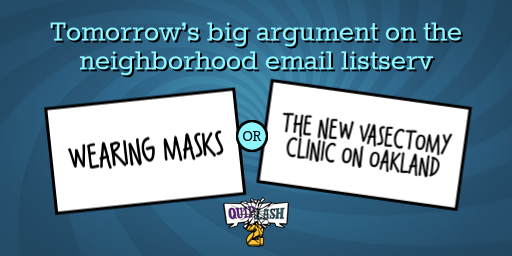 Tomorrow's big argument on the
neighborhood email listserv
WEARING MASKS
OR
THE NEW VASECTOMY
CLINIC ON OAKLAND
QUIPLASH
2